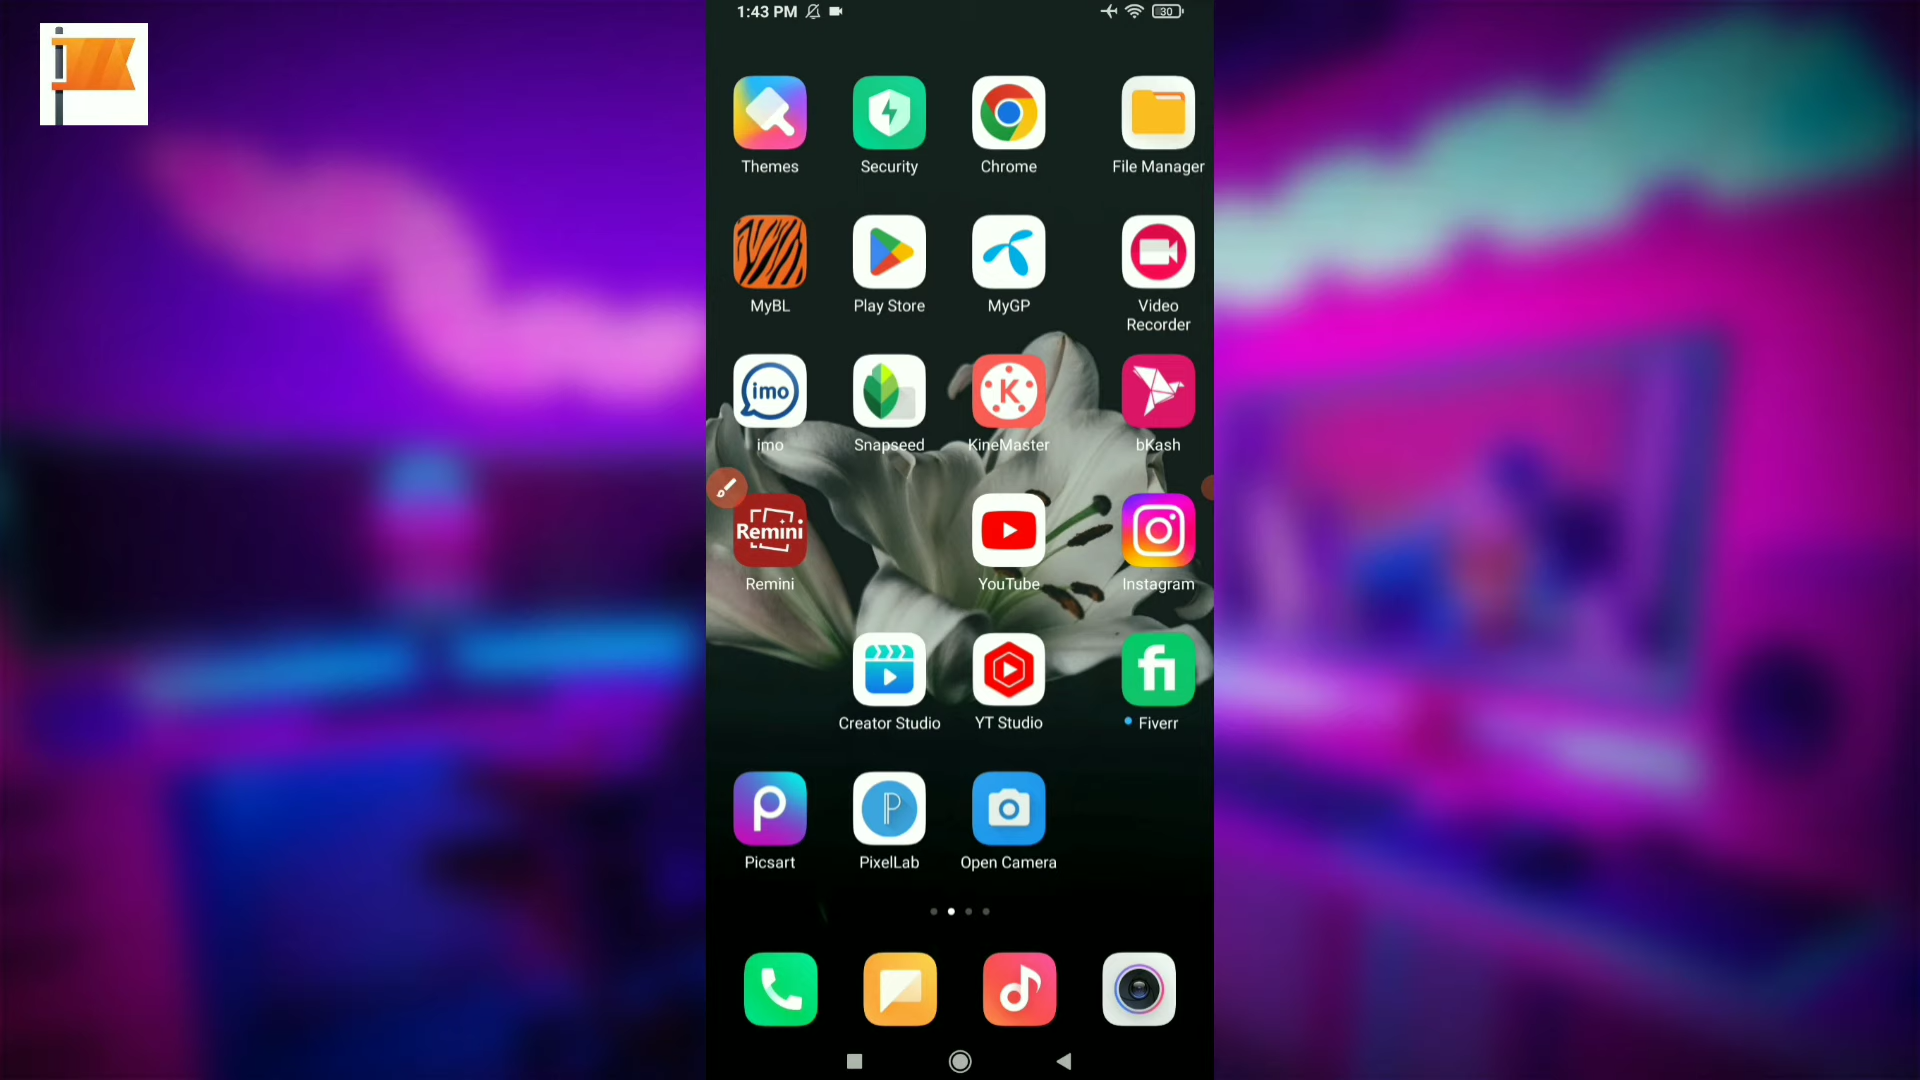 1:43 PM
30
Themes
Security
Chrome
File Manager
MyBL
Play Store
MyGP
Video
Recorder
imo
imo
Snapseed
K
KineMaster
bKash
Remini
Remini
YouTube
Instagram
Creator Studio
YT Studio
fi
Fiverr
P
Picsart
P
PixelLab
Open Camera